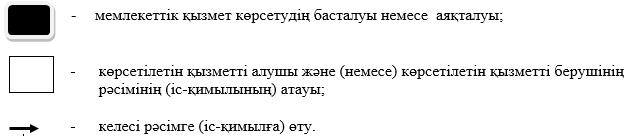 - мемлекеттік қызмет көрсетудің басталуы немесе аяқталуы;
- көрсетілетін қызметті алушы және (немесе) көрсетілетін қызметті берушінің
рәсімінің (іс-қимылының) атауы;
- келесі рәсімге (іс-қимылға) өту.